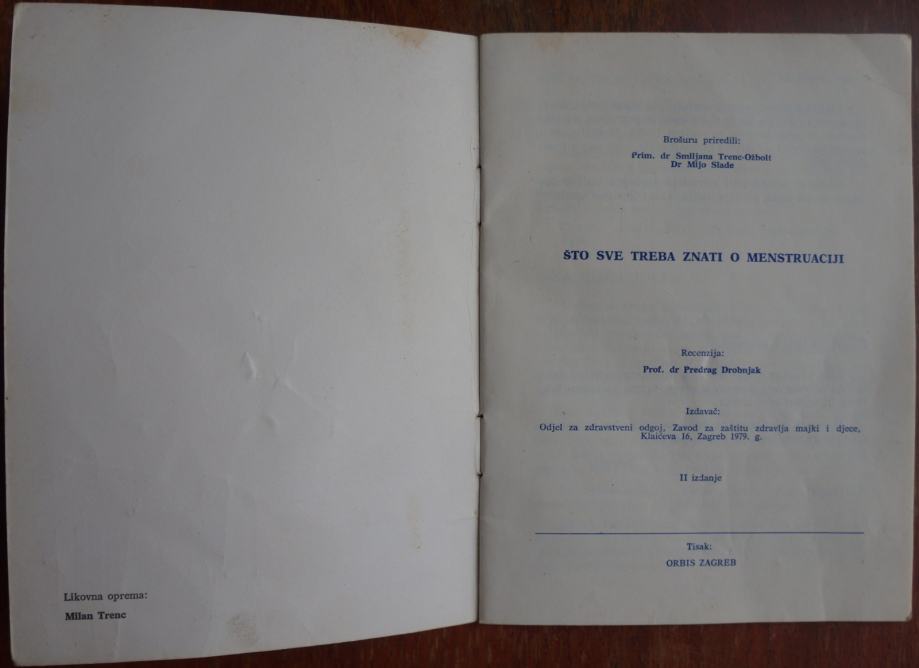 Likovna oprema:
Milan Trenc
Brošuru priredili:
Prim. dr Smiljana Trenc-Ožbolt
Dr Mijo Slade
ŠTO SVE TREBA ZNATI O MENSTRUACIJI
Recenzija:
Prof. dr Predrag Drobnjak
Izdavač:
Odjel za zdravstveni odgoj, Zavod za zaštitu zdravlja majki i djece,
Klaićeva 16, Zagreb 1979. g.
II izdanje
Tisak:
ORBIS ZAGREB